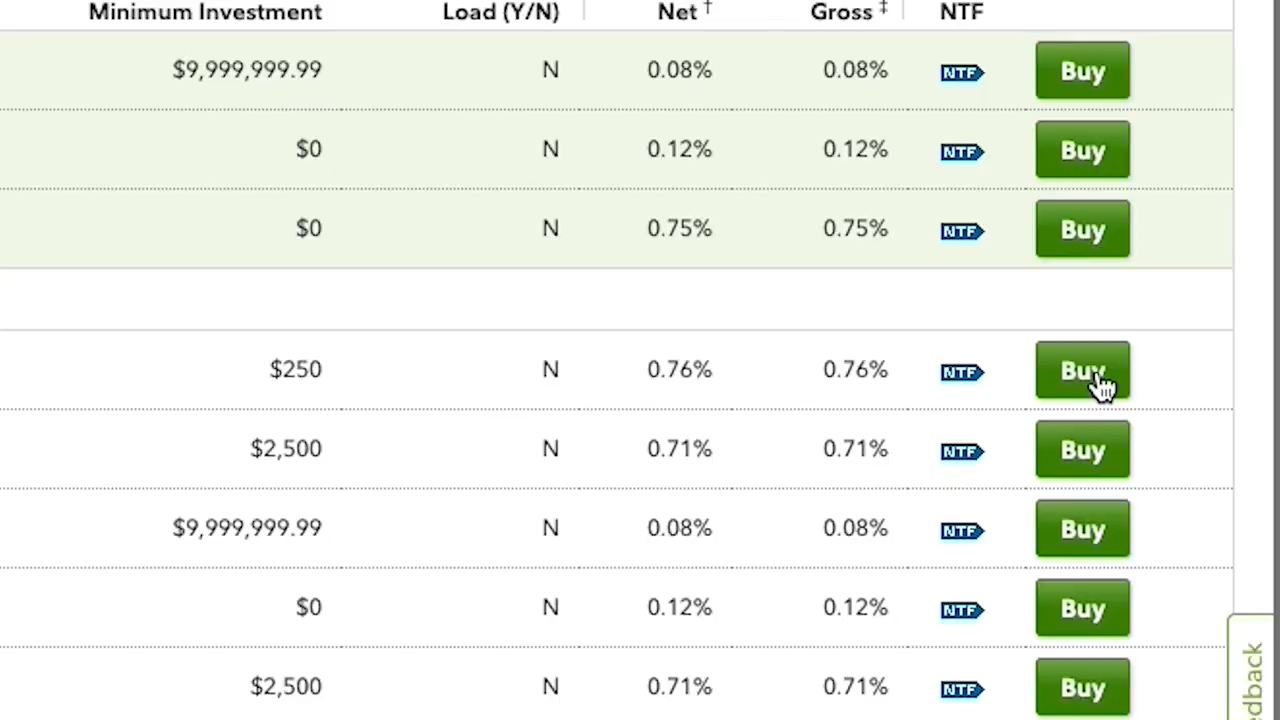 Minimum Investment Load (Y/N) Net † Gross ‡ NTF
$9,999,999.99 N 0.08% 0.08% NTF Buy
$0 N 0.12% 0.12% NTF Buy
$0 N 0.75% 0.75% NTF Buy
$250 N 0.76% 0.76% NTF Buy
$2,500 N 0.71% 0.71% NTF Buy
$9,999,999.99 N 0.08% 0.08% NTF Buy
$0 N 0.12% 0.12% NTF Buy
$2,500 N 0.71% 0.71% NTF Buy
edback